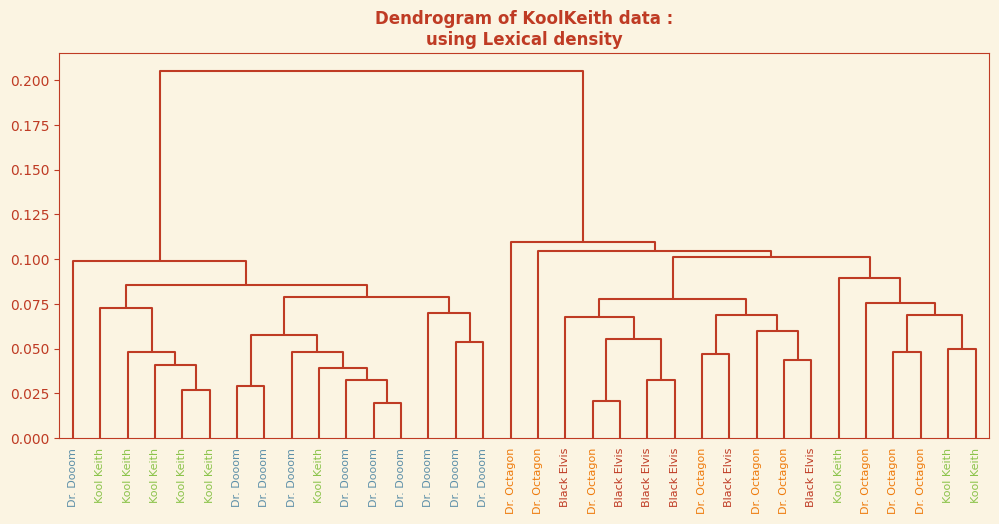 Dendrogram of KoolKeith data :
using Lexical density
0.200
0.175
0.150
0.125
0.100
0.075
0.050
0.025
0.000
Dr. Dooom
Kool Keith
Kool Keith
Kool Keith
Kool Keith
Kool Keith
Dr. Dooom
Dr. Dooom
Dr. Dooom
Kool Keith
Dr. Dooom
Dr. Dooom
Dr. Dooom
Dr. Dooom
Dr. Dooom
Dr. Dooom
Dr. Octagon
Dr. Octagon
Black Elvis
Dr. Octagon
Black Elvis
Black Elvis
Black Elvis
Dr. Octagon
Black Elvis
Dr. Octagon
Dr. Octagon
Black Elvis
Kool Keith
Dr. Octagon
Dr. Octagon
Dr. Octagon
Kool Keith
Kool Keith